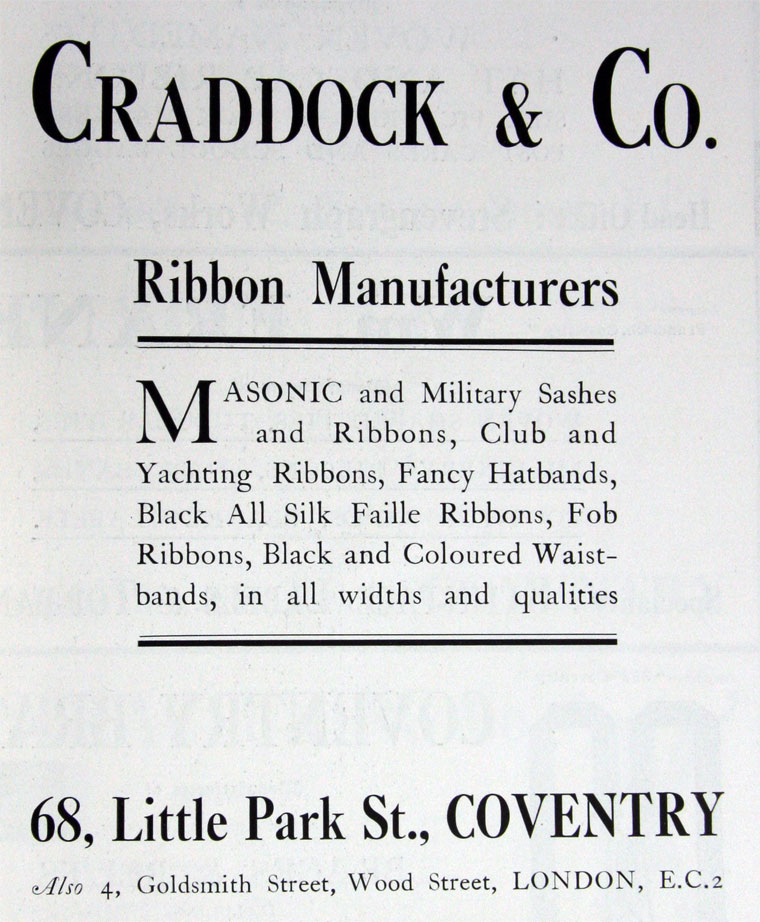 CRADDOCK & CO.
Ribbon Manufacturers
MASONIC and Military Sashes
and Ribbons, Club and
Yachting Ribbons, Fancy Hatbands,
Black All Silk Faille Ribbons, Fob
Ribbons, Black and Coloured Waist-
bands, in all widths and qualities
68, Little Park St., COVENTRY
Also 4, Goldsmith Street, Wood Street, LONDON, E.C.2